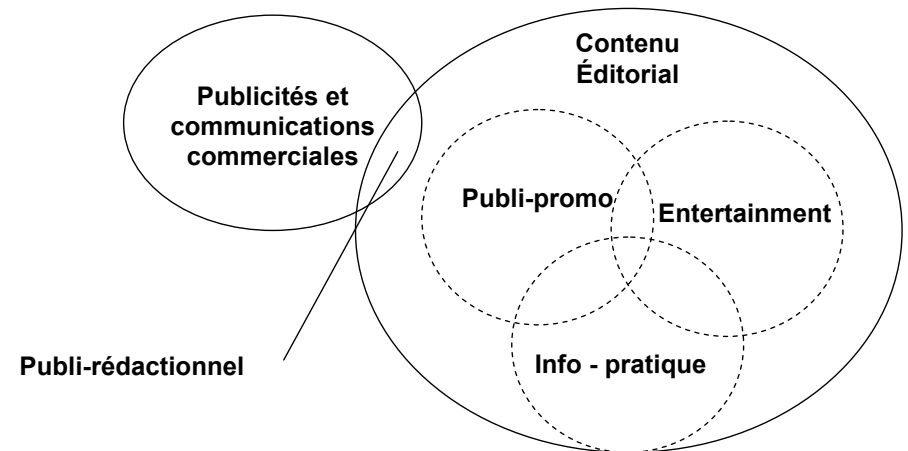 Contenu
Éditorial
Publicités et
communications
commerciales
Publi-promo
Entertainment
Publi-rédactionnel
Info - pratique